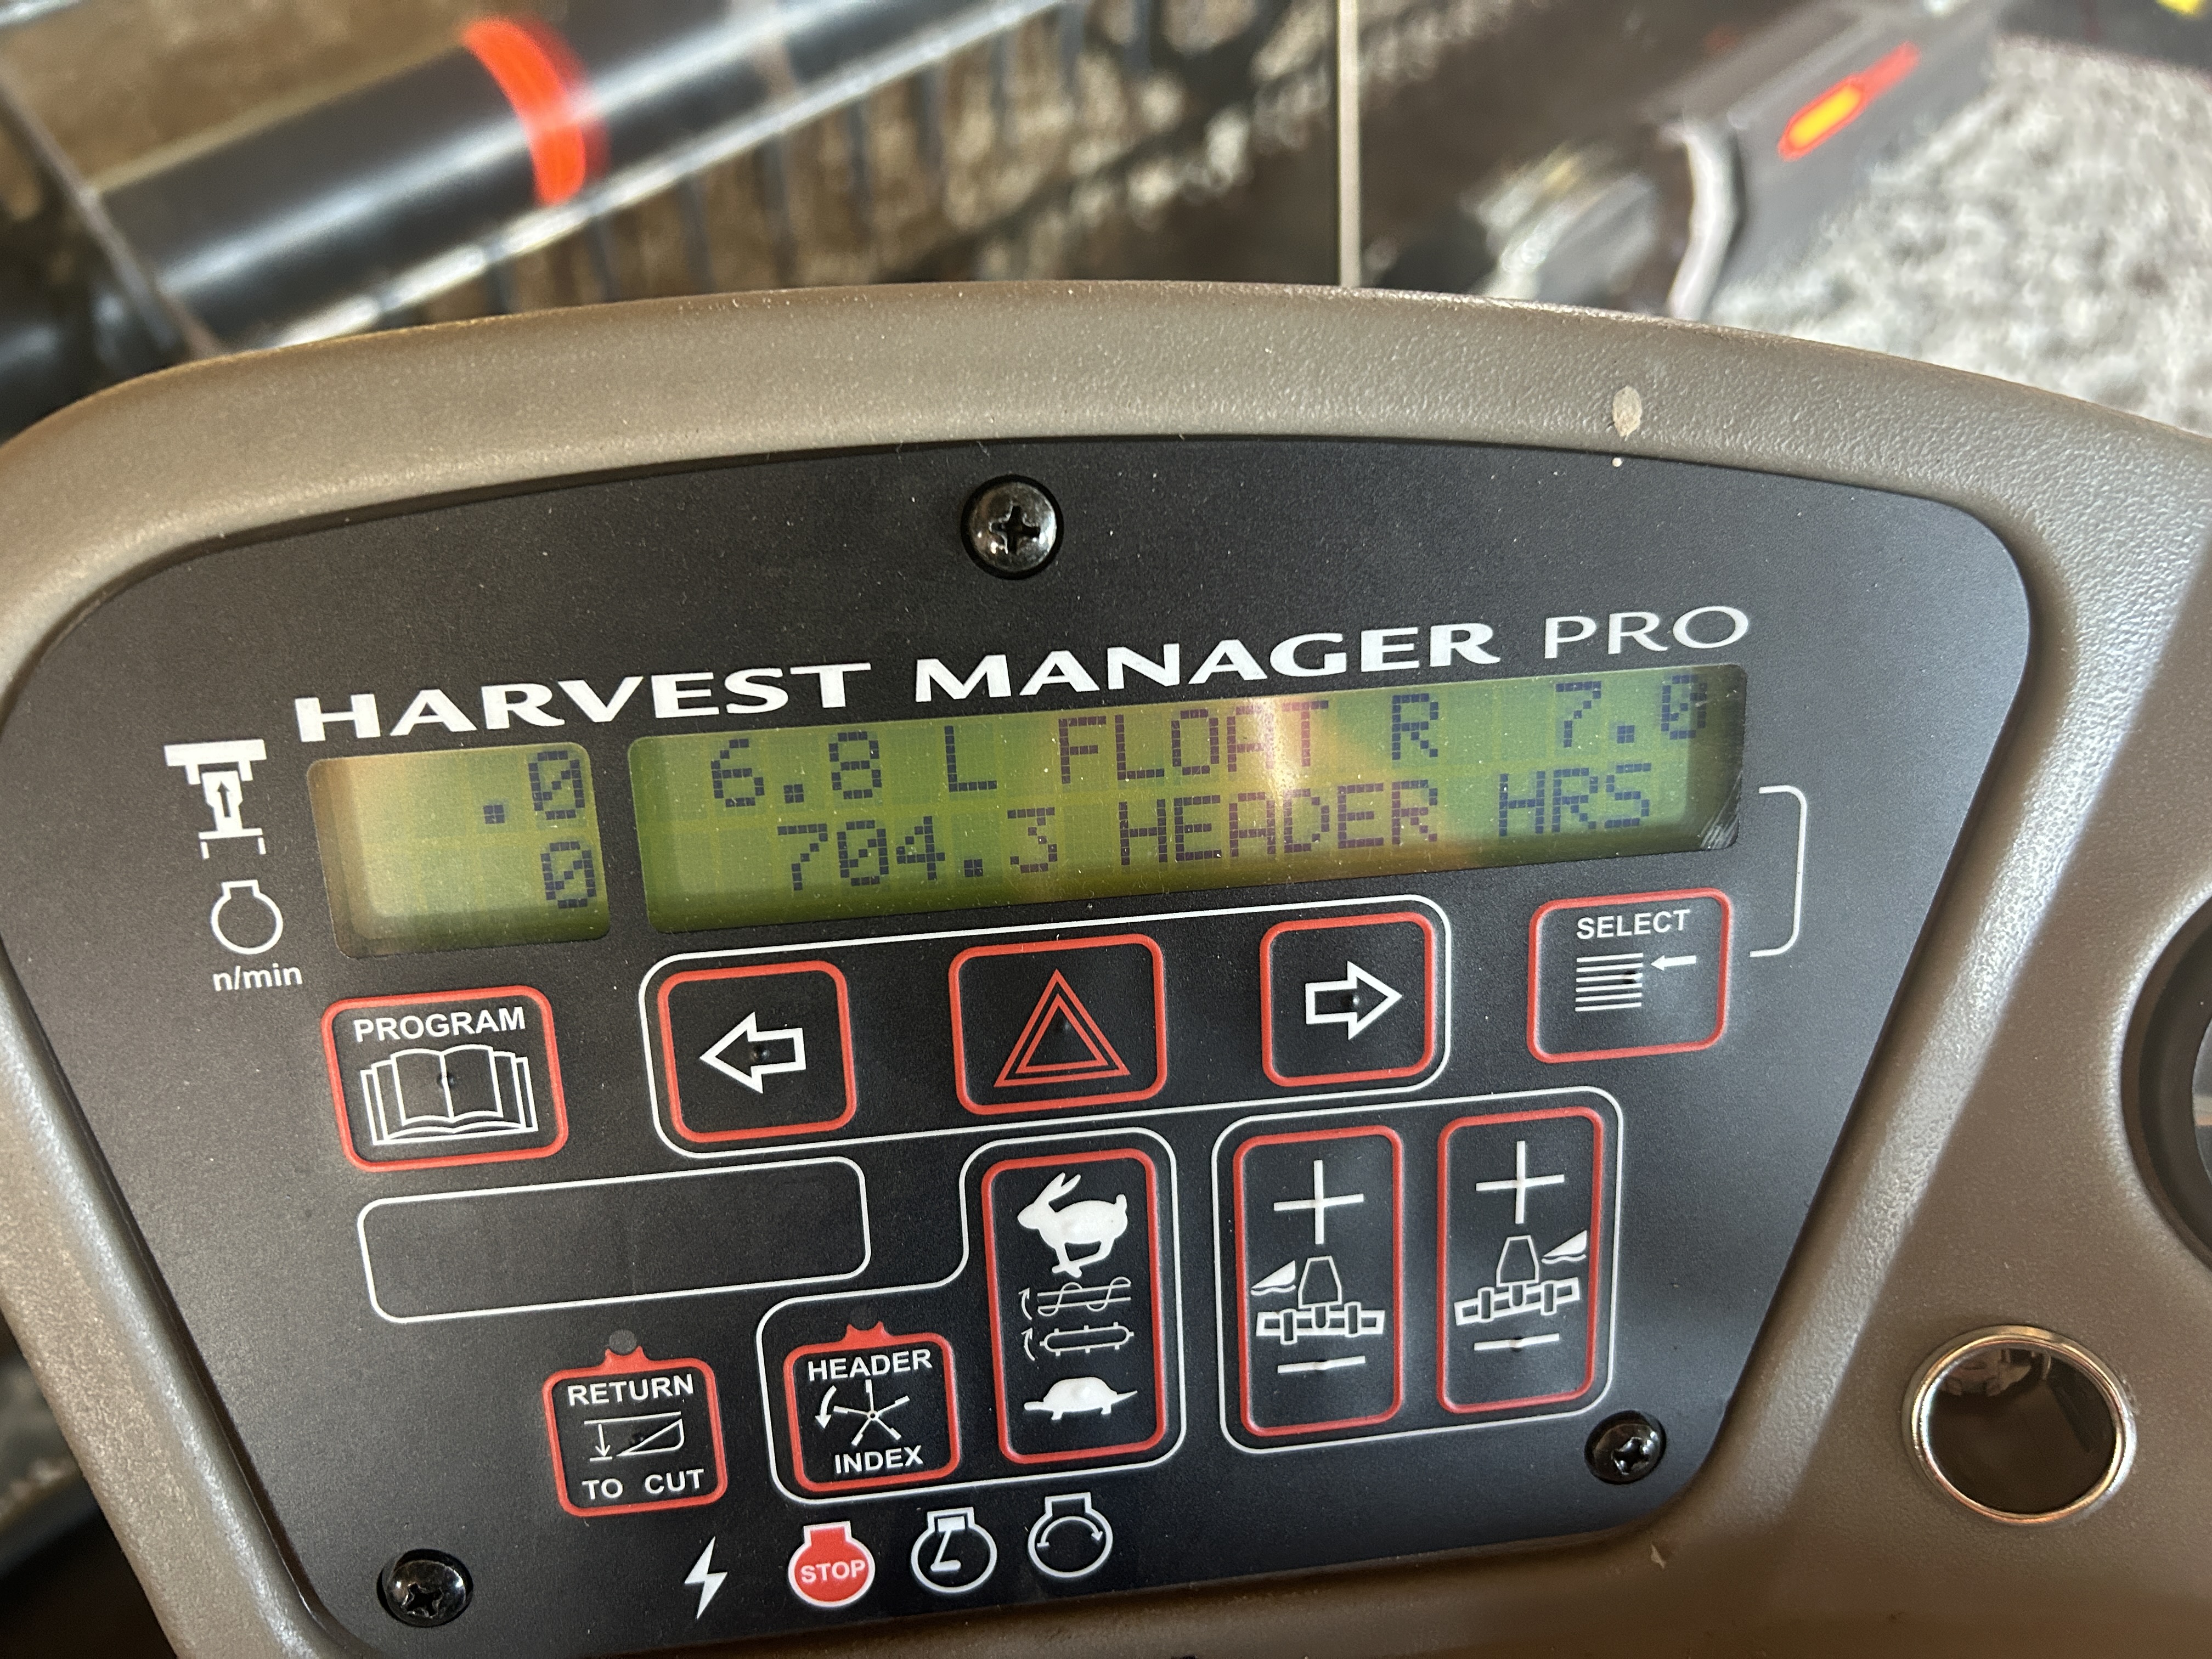 HARVEST MANAGER PRO
.0
0
6.8 L FLOAT R 7.0
704.3 HEADER HRS
n/min
PROGRAM
SELECT
RETURN
TO CUT
HEADER
INDEX
STOP